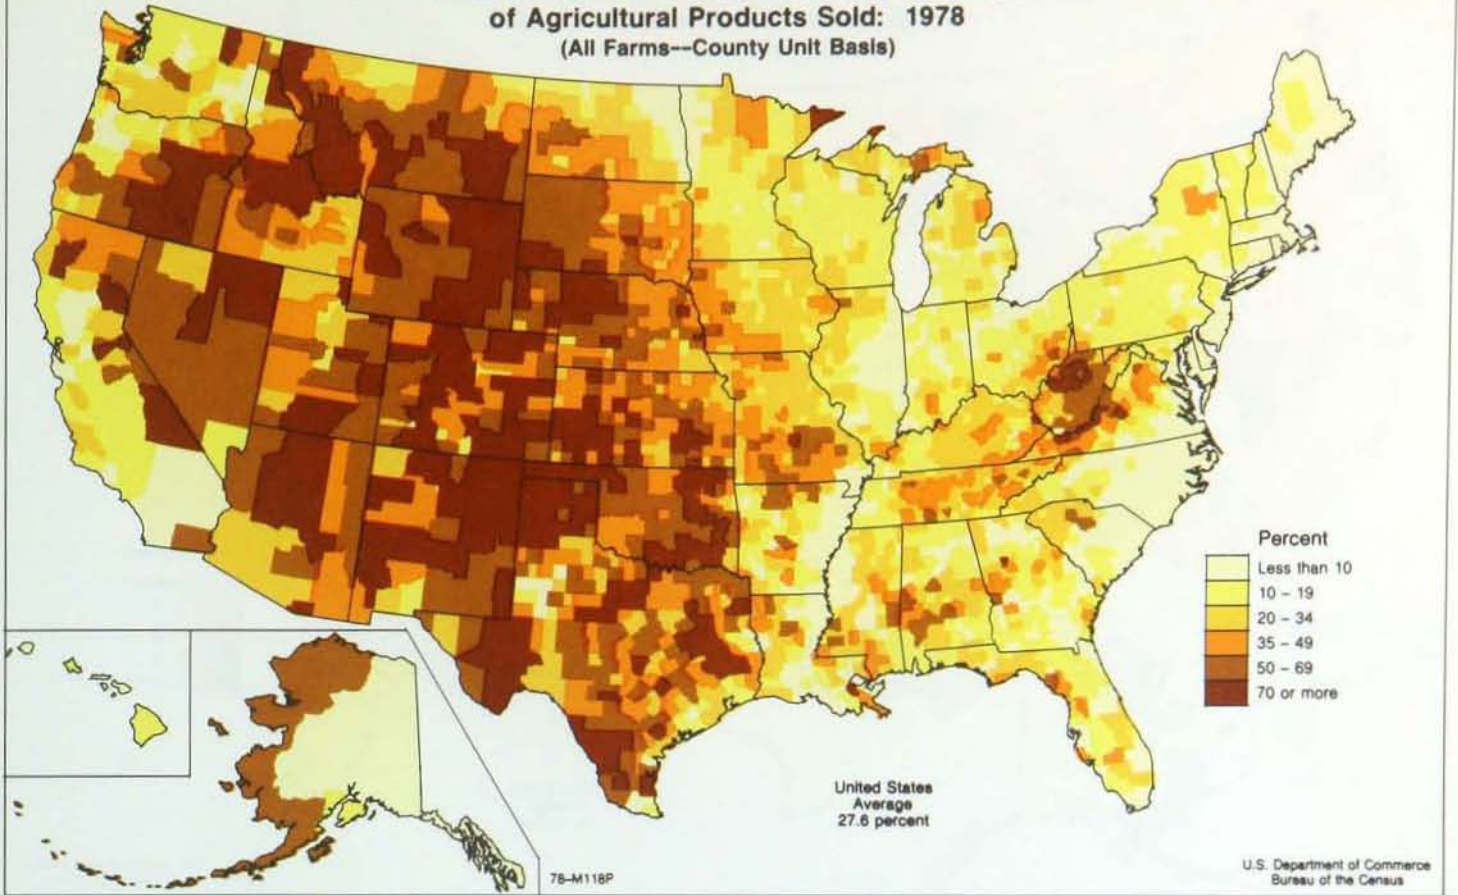 of Agricultural Products Sold: 1978
(All Farms--County Unit Basis)
Percent
Less than 10
10 - 19
20 - 34
35 - 49
50 - 69
70 or more
United States
Average
27.6 percent
78-M118P
U.S. Department of Commerce
Bureau of the Census